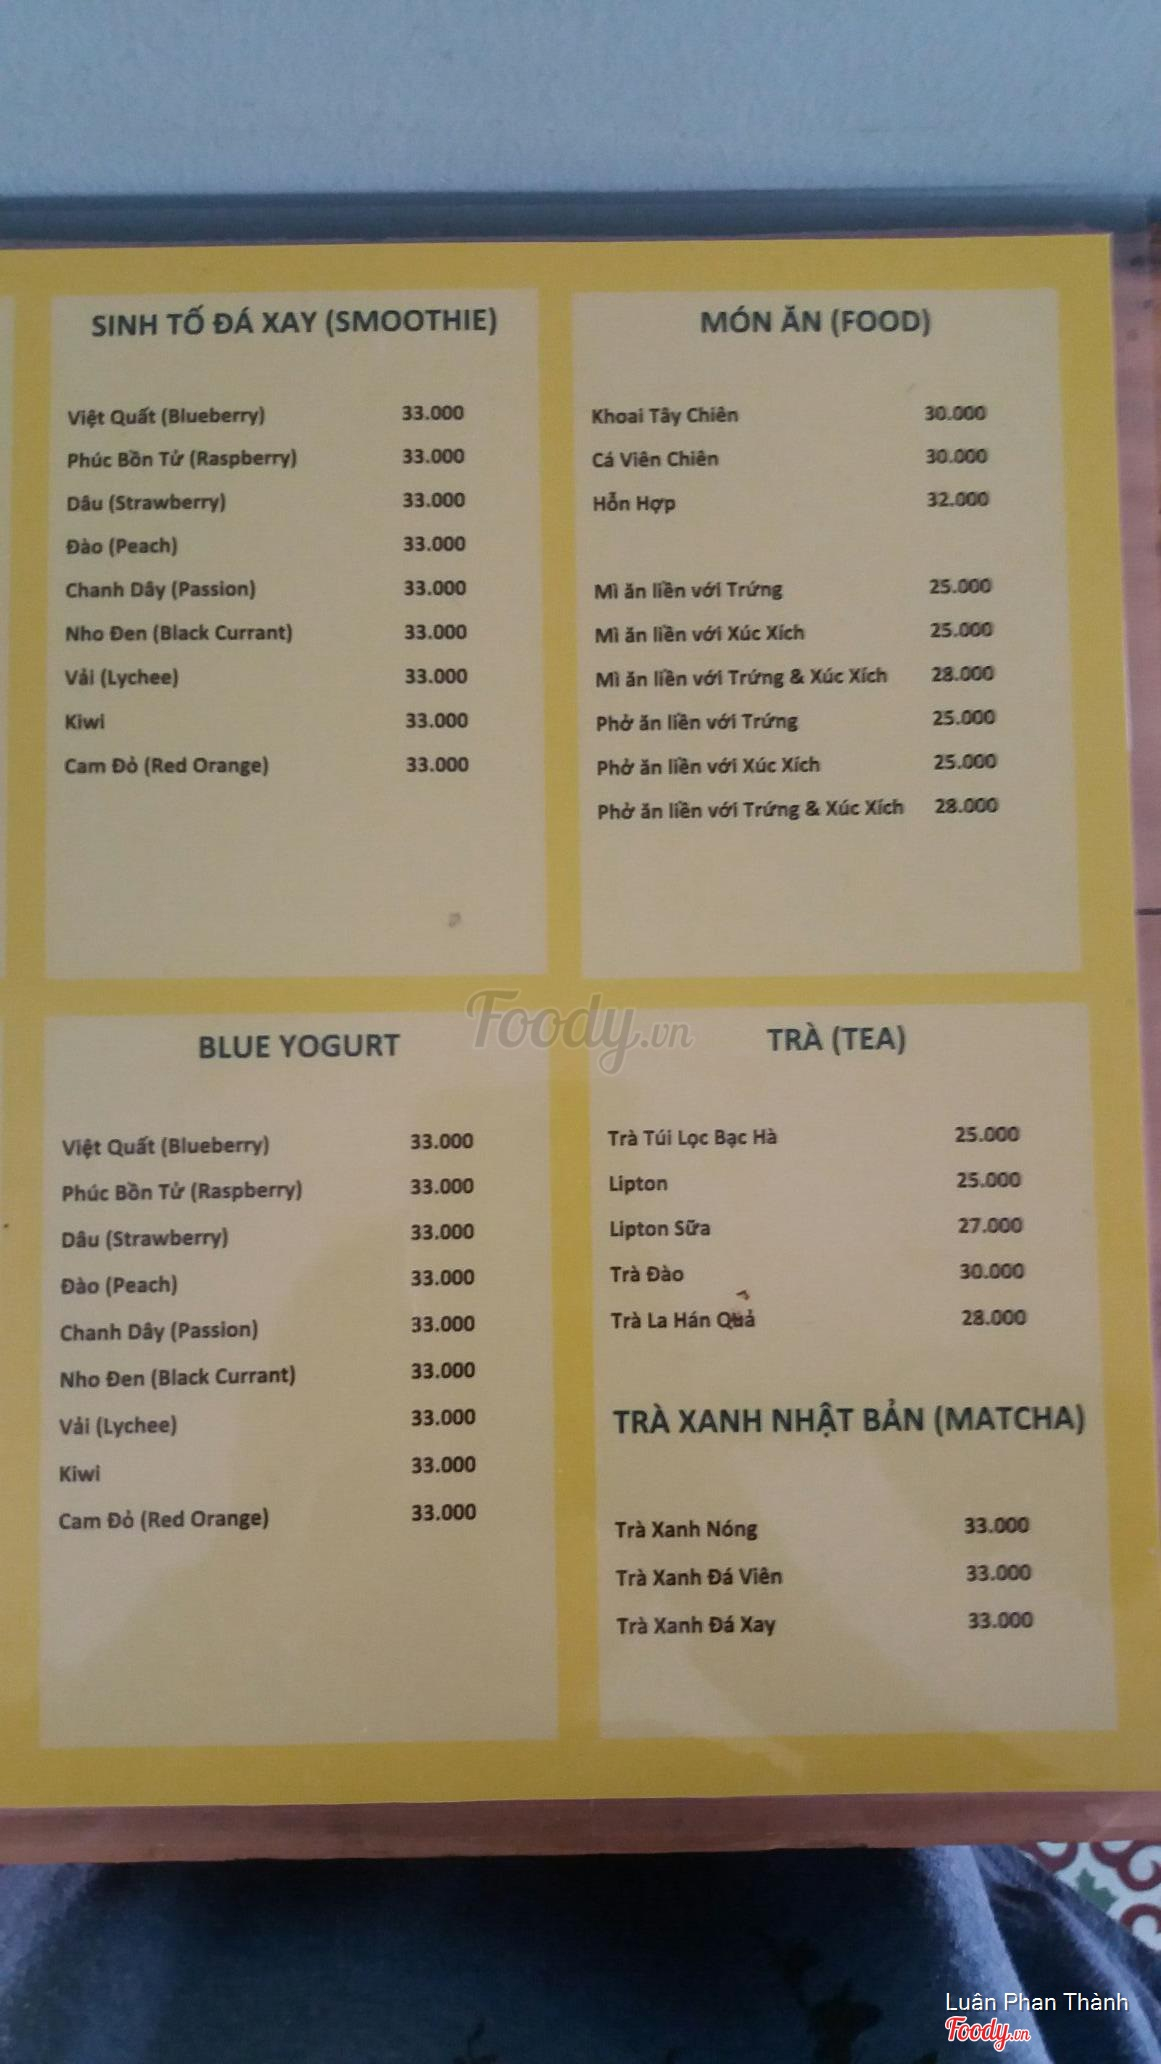 SINH TỐ ĐÁ XAY (SMOOTHIE)
Việt Quất (Blueberry) 33.000
Phúc Bồn Tử (Raspberry) 33.000
Dâu (Strawberry) 33.000
Đào (Peach) 33.000
Chanh Dây (Passion) 33.000
Nho Đen (Black Currant) 33.000
Vải (Lychee) 33.000
Kiwi 33.000
Cam Đỏ (Red Orange) 33.000
MÓN ĂN (FOOD)
Khoai Tây Chiên 30.000
Cá Viên Chiên 30.000
Hỗn Hợp 32.000
Mì ăn liền với Trứng 25.000
Mì ăn liền với Xúc Xích 25.000
Mì ăn liền với Trứng & Xúc Xích 28.000
Phở ăn liền với Trứng 25.000
Phở ăn liền với Xúc Xích 25.000
Phở ăn liền với Trứng & Xúc Xích 28.000
BLUE YOGURT
Việt Quất (Blueberry) 33.000
Phúc Bồn Tử (Raspberry) 33.000
Dâu (Strawberry) 33.000
Đào (Peach) 33.000
Chanh Dây (Passion) 33.000
Nho Đen (Black Currant) 33.000
Vải (Lychee) 33.000
Kiwi 33.000
Cam Đỏ (Red Orange) 33.000
TRÀ (TEA)
Trà Túi Lọc Bạc Hà 25.000
Lipton 25.000
Lipton Sữa 27.000
Trà Đào 30.000
Trà La Hán Quả 28.000
TRÀ XANH NHẬT BẢN (MATCHA)
Trà Xanh Nóng 33.000
Trà Xanh Đá Viên 33.000
Trà Xanh Đá Xay 33.000
Foody.vn
Luân Phan Thành
Foody.vn